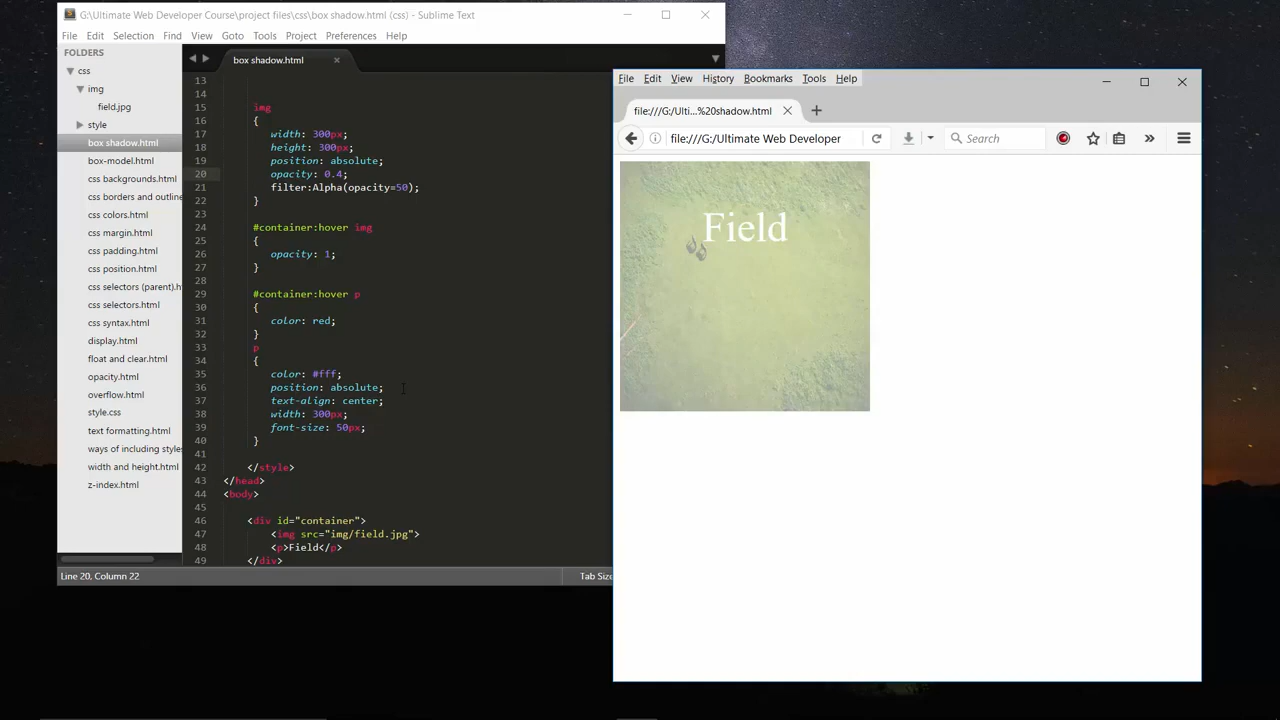 G:\Ultimate Web Developer Course\project files\css\box shadow.html (css) - Sublime Text
File Edit Selection Find View Goto Tools Project Preferences Help
FOLDERS
css
img
field.jpg
style
box shadow.html
box-model.html
css backgrounds.html
css borders and outline
css colors.html
css margin.html
css padding.html
css position.html
css selectors (parent).h
css selectors.html
css syntax.html
display.html
float and clear.html
opacity.html
overflow.html
style.css
text formatting.html
ways of including style
width and height.html
z-index.html
box shadow.html
13
14
15 img
16 {
17 width: 300px;
18 height: 300px;
19 position: absolute;
20 opacity: 0.4;
21 filter:Alpha(opacity=50);
22 }
23
24 #container:hover img
25 {
26 opacity: 1;
27 }
28
29 #container:hover p
30 {
31 color: red;
32 }
33 p
34 {
35 color: #fff;
36 position: absolute;
37 text-align: center;
38 width: 300px;
39 font-size: 50px;
40 }
41
42 </style>
43 </head>
44 <body>
45
46 <div id="container">
47 <img src="img/field.jpg">
48 <p>Field</p>
49 </div>
Line 20, Column 22
Tab Size
File Edit View History Bookmarks Tools Help
file:///G:/Ulti...%20shadow.html
file:///G:/Ultimate Web Developer
Search
Field